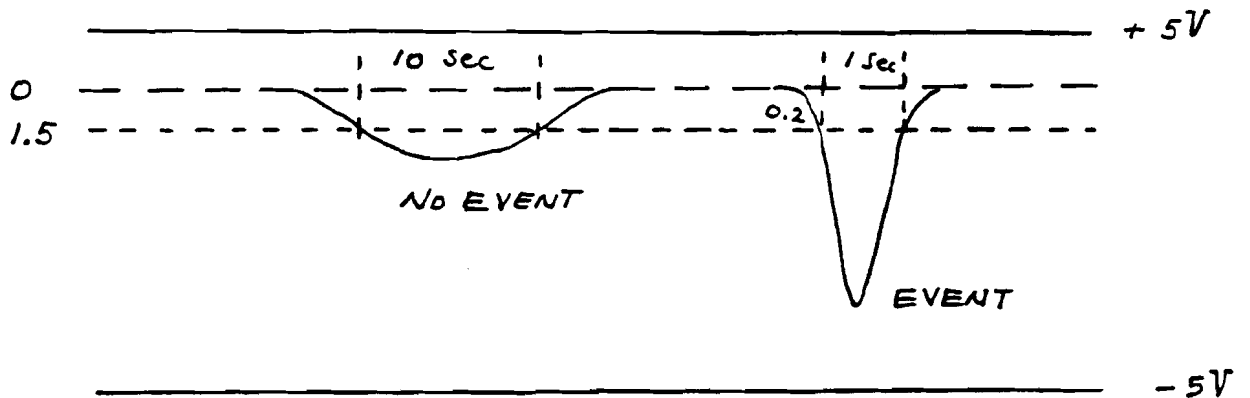 + 5V
10 sec
1 sec
0
0.2
1.5
NO EVENT
EVENT
- 5V